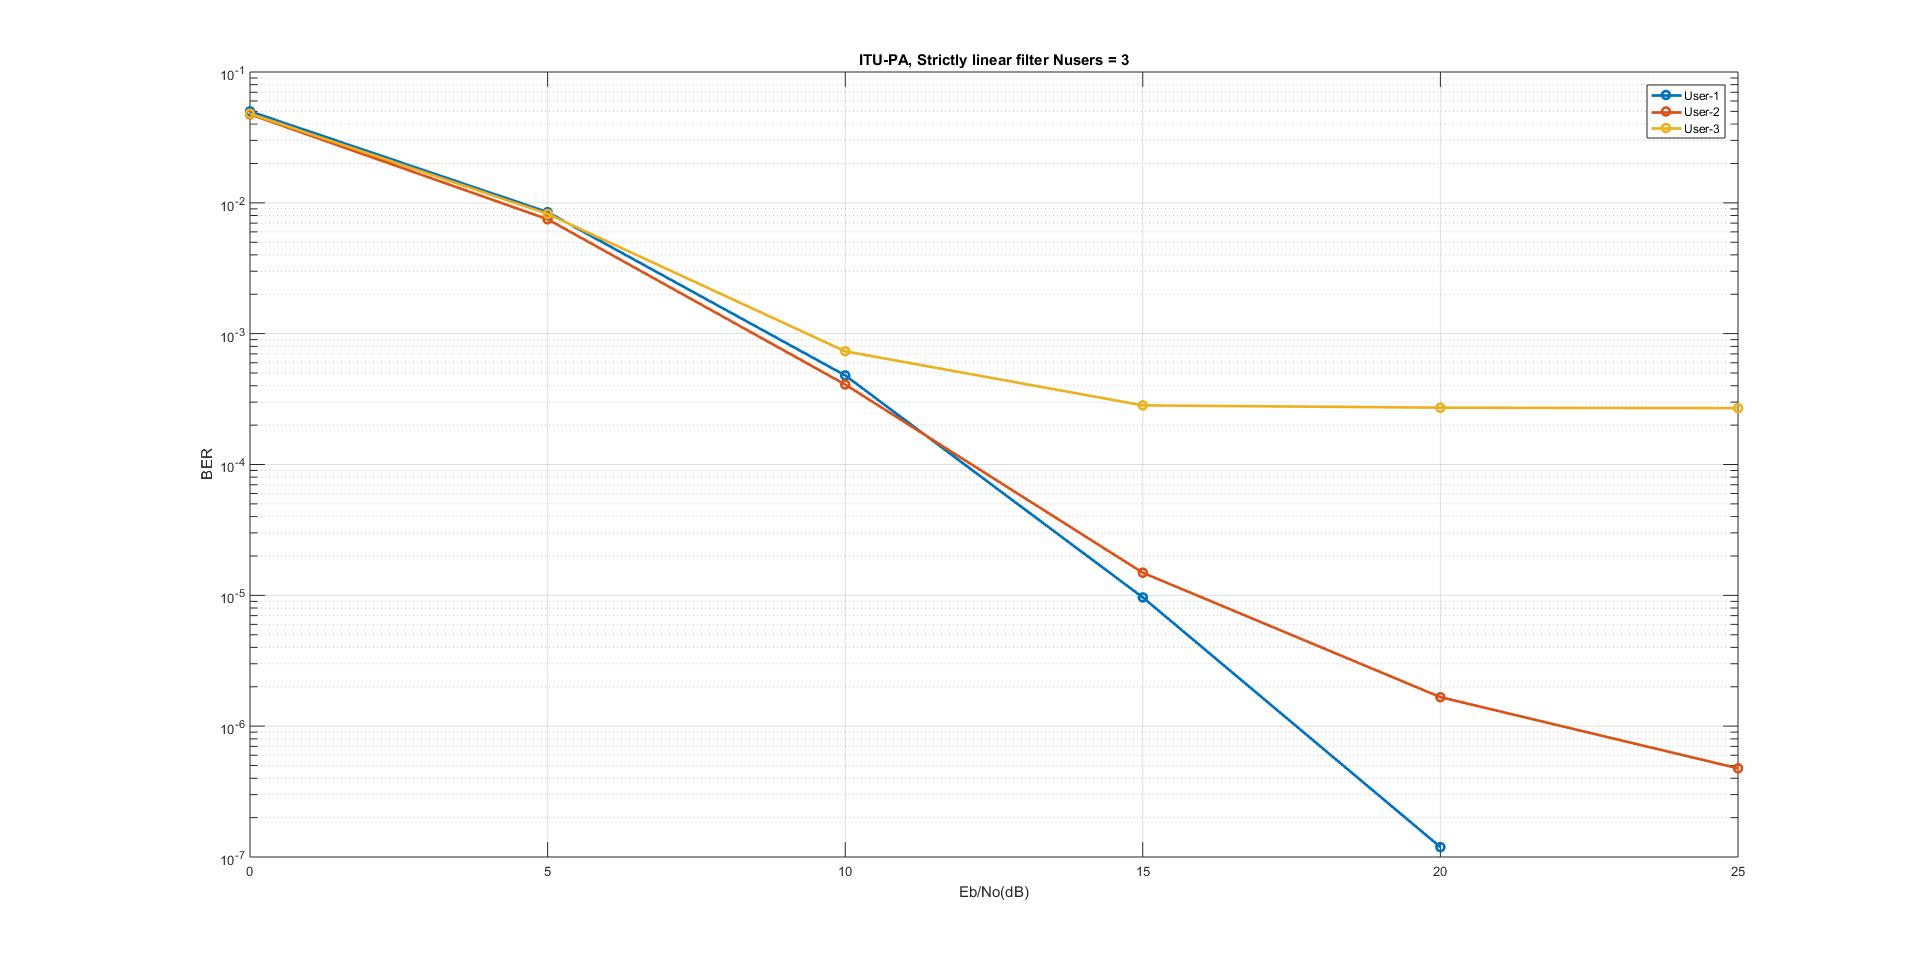 ITU-PA, Strictly linear filter Nusers = 3
User-1
User-2
User-3
10^-1
10^-2
10^-3
10^-4
10^-5
10^-6
10^-7
BER
0 5 10 15 20 25
Eb/No(dB)